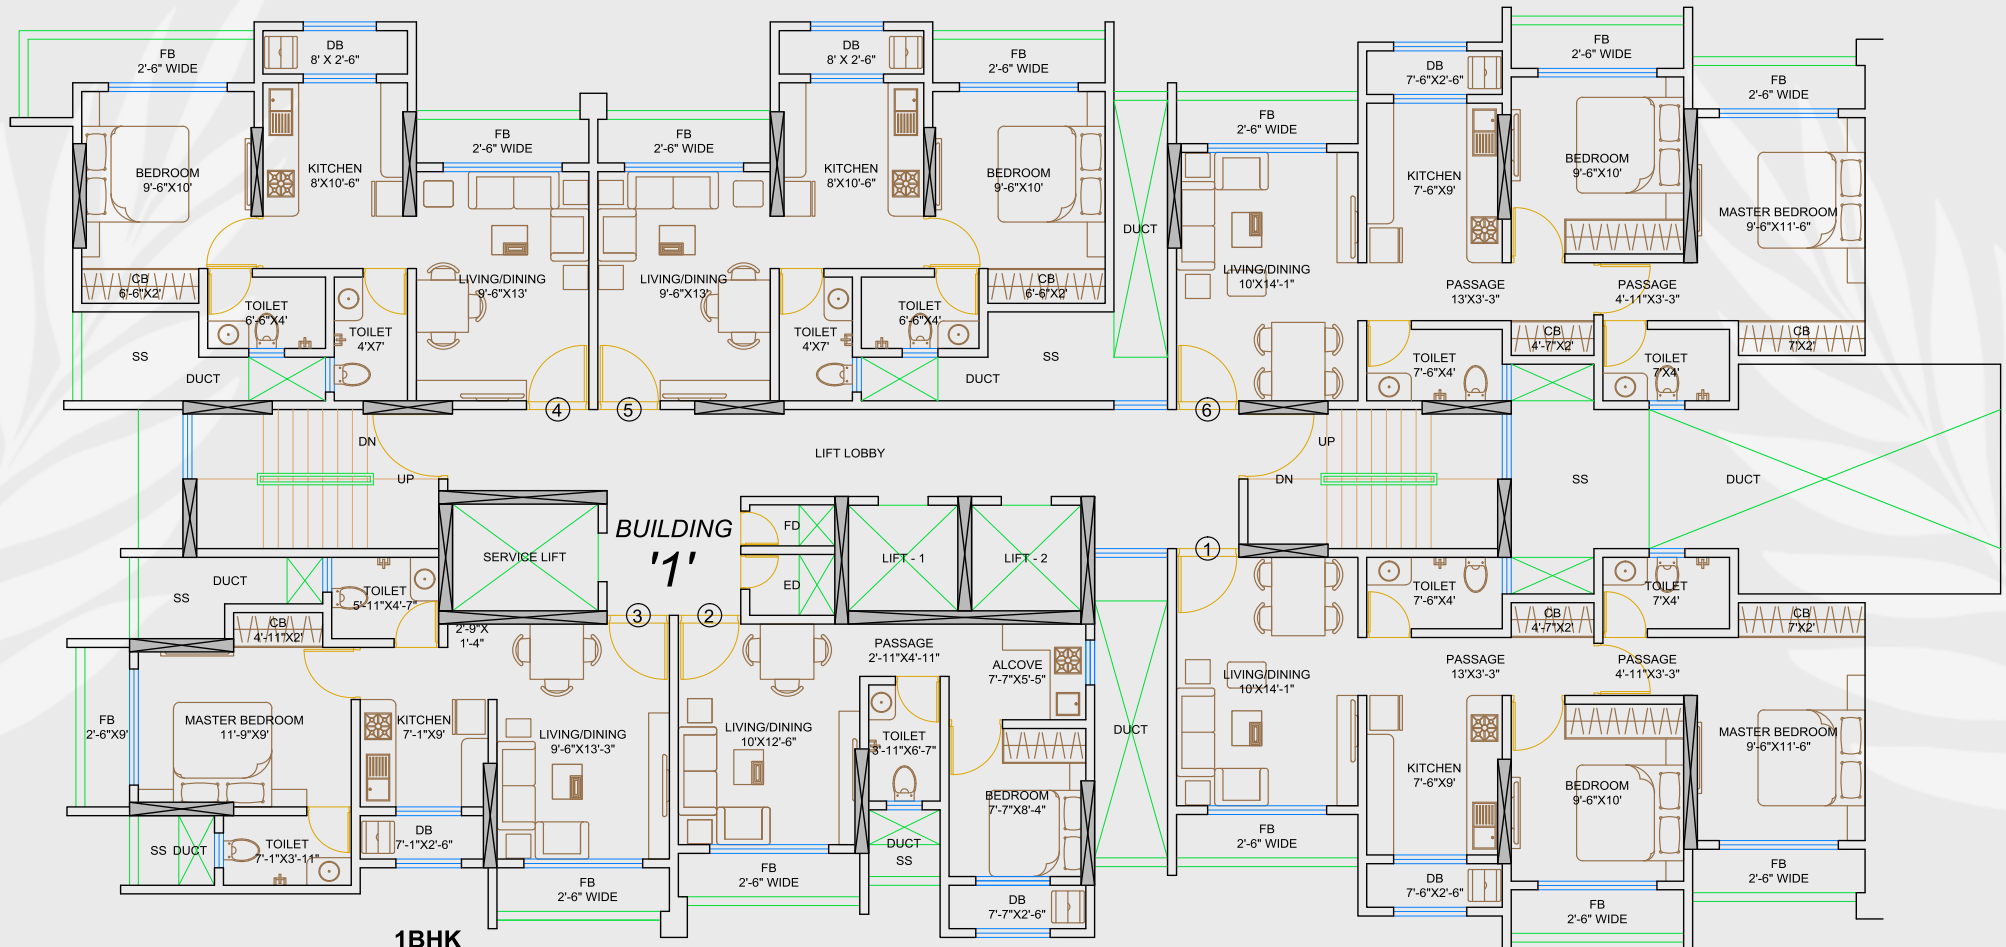 FB
2'-6" WIDE
DB
8' X 2'-6"
BEDROOM
9'-6"X10'
KITCHEN
8'X10'-6"
FB
2'-6" WIDE
FB
2'-6" WIDE
DB
8' X 2'-6"
KITCHEN
8'X10'-6"
FB
2'-6" WIDE
BEDROOM
9'-6"X10'
DUCT
FB
2'-6" WIDE
DB
7'-6"X2'-6"
KITCHEN
7'-6"X9'
FB
2'-6" WIDE
BEDROOM
9'-6"X10'
FB
2'-6" WIDE
MASTER BEDROOM
9'-6"X11'-6"
CB
6'-6"X2'
TOILET
6'-6"X4'
TOILET
4'X7'
LIVING/DINING
9'-6"X13'
LIVING/DINING
9'-6"X13'
TOILET
4'X7'
TOILET
6'-6"X4'
CB
6'-6"X2'
LIVING/DINING
10'X14'-1"
PASSAGE
13'X3'-3"
PASSAGE
4'-11"X3'-3"
TOILET
7'-6"X4'
CB
4'-7"X2'
TOILET
7'X4'
CB
7'X2'
SS
DUCT
DUCT
SS
4
5
6
DN
UP
LIFT LOBBY
UP
DN
SS
DUCT
BUILDING
'1'
SERVICE LIFT
FD
ED
LIFT - 1
LIFT - 2
1
3
2
DUCT
SS
TOILET
5'-11"X4'-7"
CB
4'-11"X2'
2'-9"X
1'-4"
PASSAGE
2'-11"X4'-11"
ALCOVE
7'-7"X5'-5"
TOILET
7'-6"X4'
CB
4'-7"X2'
TOILET
7'X4'
CB
7'X2'
PASSAGE
13'X3'-3"
PASSAGE
4'-11"X3'-3"
LIVING/DINING
10'X14'-1"
FB
2'-6"X9'
MASTER BEDROOM
11'-9"X9'
KITCHEN
7'-1"X9'
LIVING/DINING
9'-6"X13'-3"
LIVING/DINING
10'X12'-6"
TOILET
3'-11"X6'-7"
DUCT
MASTER BEDROOM
9'-6"X11'-6"
KITCHEN
7'-6"X9'
BEDROOM
9'-6"X10'
BEDROOM
7'-7"X8'-4"
SS DUCT
TOILET
7'-1"X3'-11"
DB
7'-1"X2'-6"
FB
2'-6" WIDE
FB
2'-6" WIDE
DUCT
SS
DB
7'-7"X2'-6"
FB
2'-6" WIDE
DB
7'-6"X2'-6"
FB
2'-6" WIDE
FB
2'-6" WIDE
1BHK